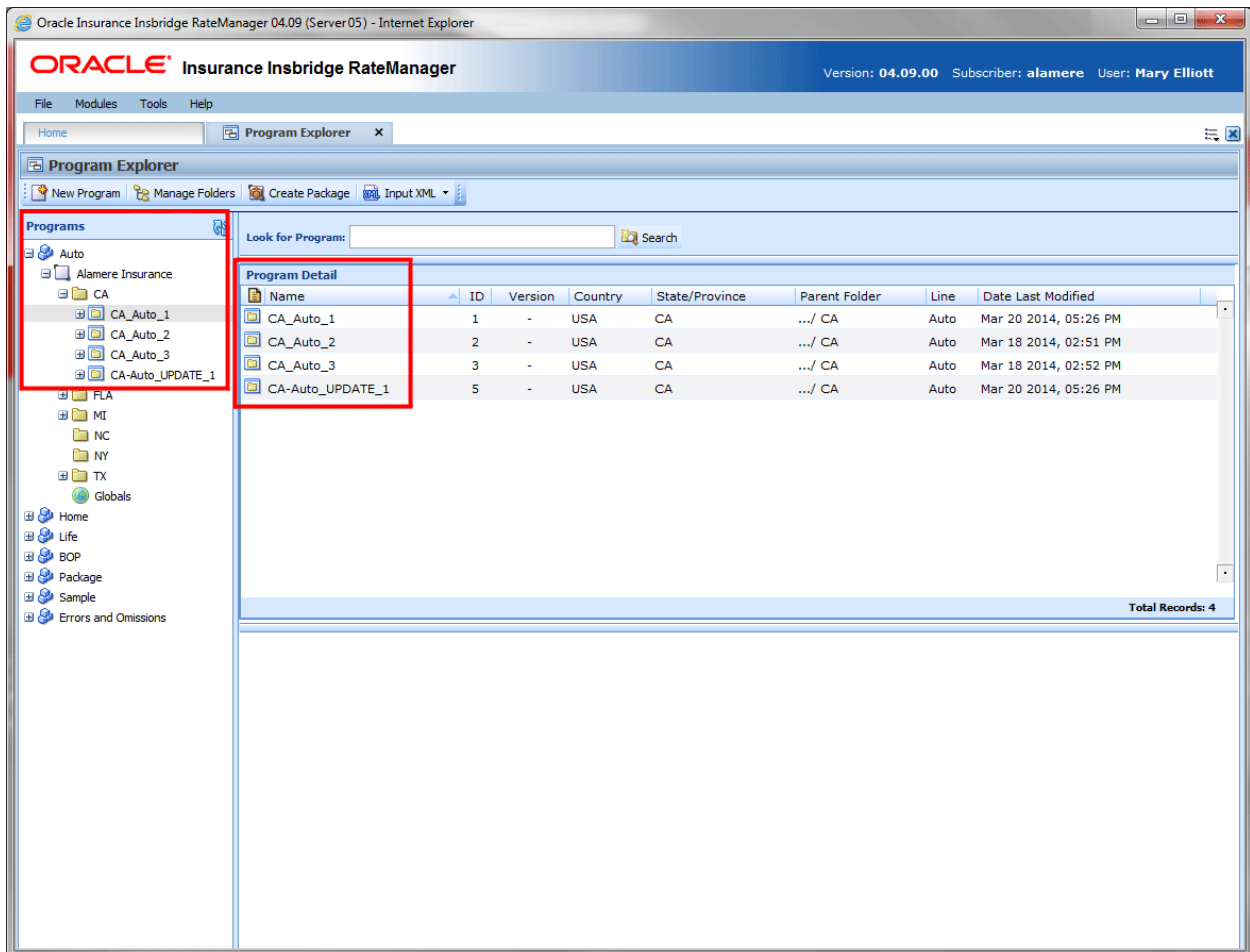 Oracle Insurance Insbridge RateManager 04.09 (Server05) - Internet Explorer
ORACLE Insurance Insbridge RateManager
Version: 04.09.00 Subscriber: alamere User: Mary Elliott
File Modules Tools Help
Home Program Explorer x
Program Explorer
New Program Manage Folders Create Package Input XML
Programs
Auto
Alamere Insurance
CA
CA_Auto_1
CA_Auto_2
CA_Auto_3
CA-Auto_UPDATE_1
FLA
MI
NC
NY
TX
Globals
Home
Life
BOP
Package
Sample
Errors and Omissions
Look for Program: Search
Program Detail
Name ID Version Country State/Province Parent Folder Line Date Last Modified
CA_Auto_1 1 - USA CA .../ CA Auto Mar 20 2014, 05:26 PM
CA_Auto_2 2 - USA CA .../ CA Auto Mar 18 2014, 02:51 PM
CA_Auto_3 3 - USA CA .../ CA Auto Mar 18 2014, 02:52 PM
CA-Auto_UPDATE_1 5 - USA CA .../ CA Auto Mar 20 2014, 05:26 PM
Total Records: 4